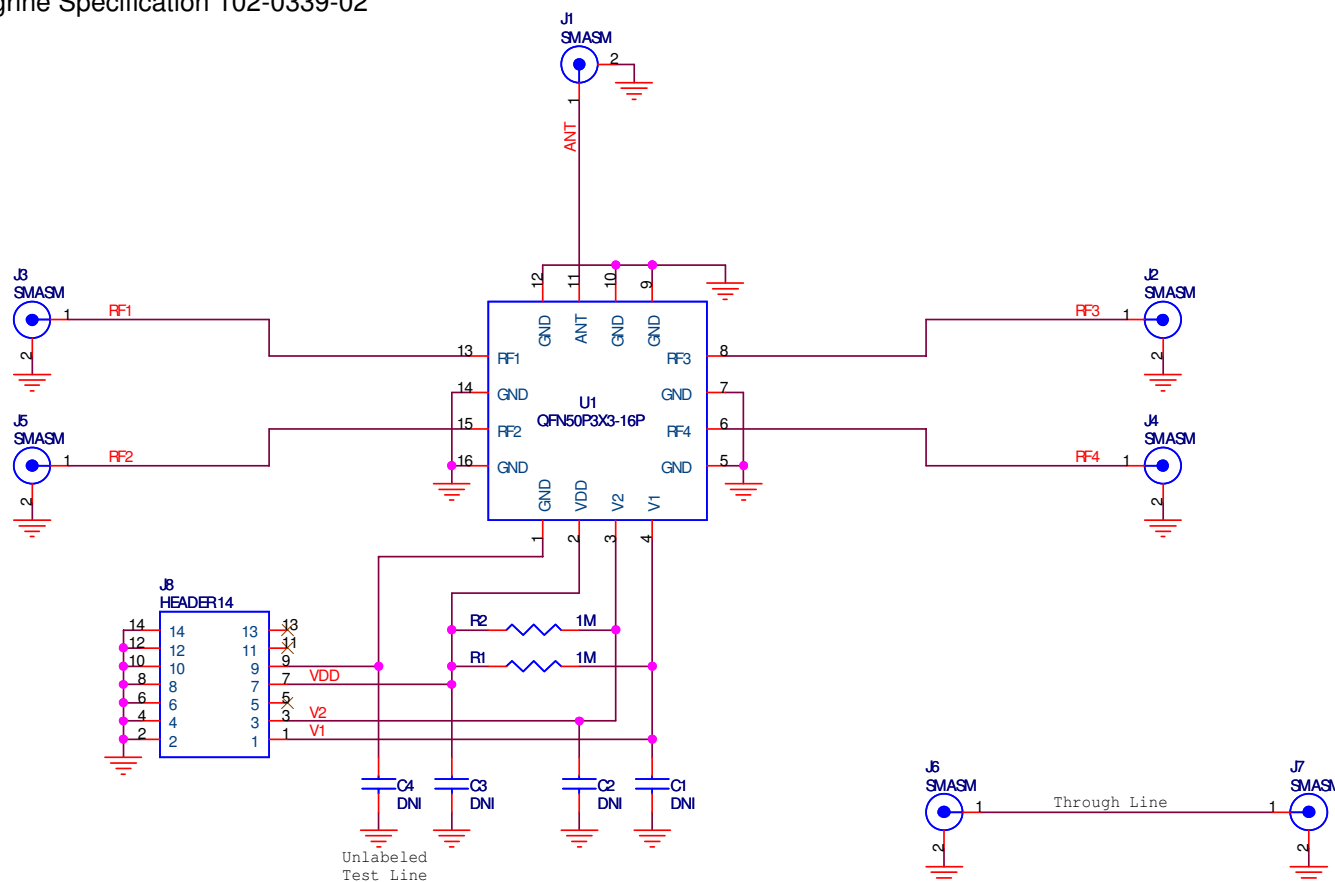 grine Specification 102-0339-02
J1
SMASM
2
1
ANT
J3
SMASM
1
RF1
2
J2
SMASM
RF3
1
2
12
11
10
9
GND
ANT
GND
GND
13
RF1
RF3
8
14
GND
GND
7
U1
QFN50P3X3-16P
15
RF2
RF4
6
16
GND
GND
5
GND
VDD
V2
V1
1
2
3
4
J5
SMASM
1
RF2
2
J4
SMASM
RF4
1
2
J8
HEADER14
14
14
13
13
12
12
11
11
10
10
9
9
8
8
7
7
VDD
6
6
5
5
4
4
3
3
V2
2
2
1
1
V1
R2
1M
R1
1M
C4
DNI
C3
DNI
C2
DNI
C1
DNI
Unlabeled
Test Line
J6
SMASM
1
2
Through Line
J7
SMASM
1
2